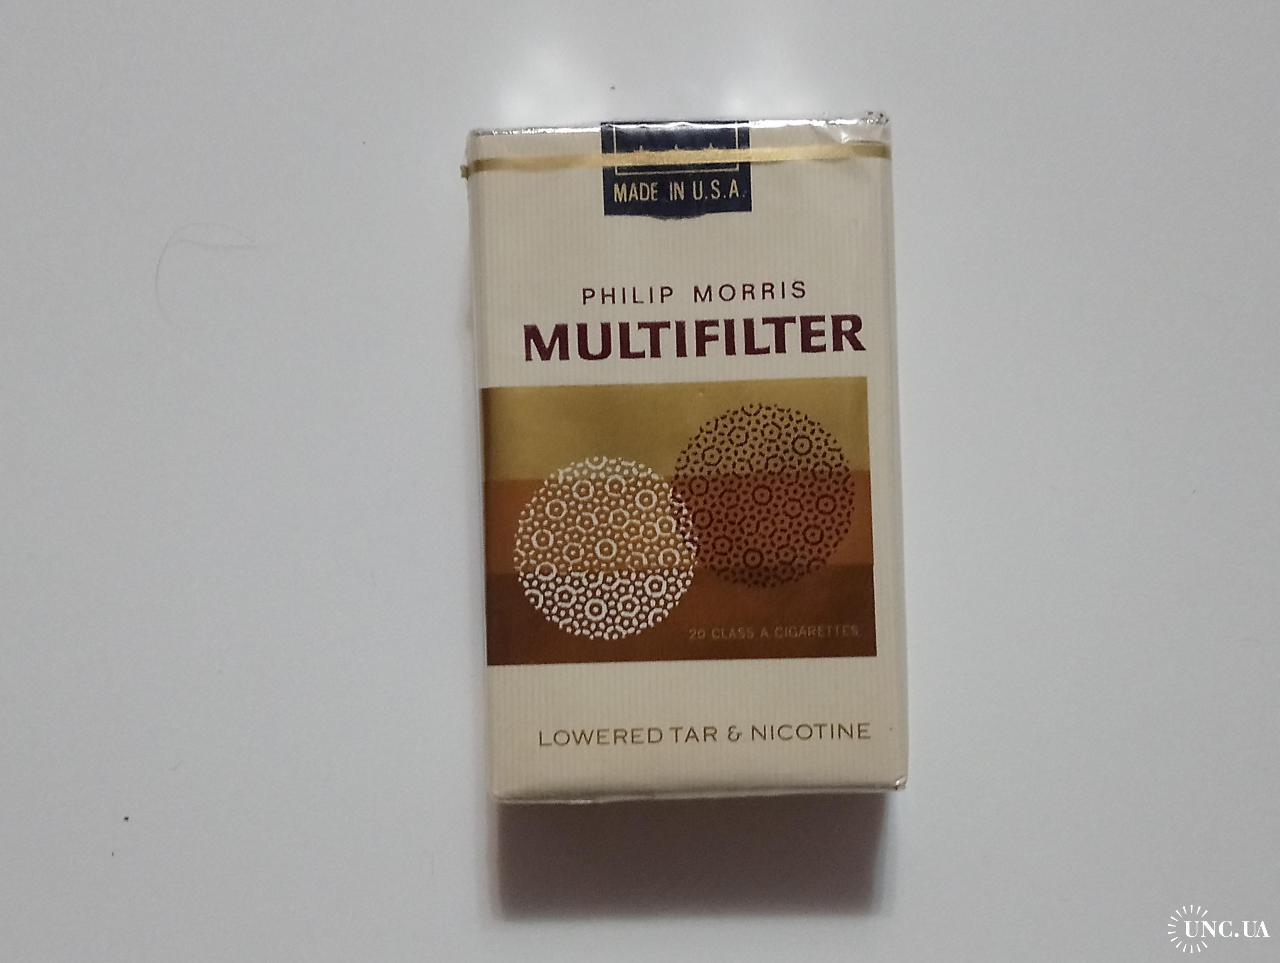 MADE IN U.S.A.
PHILIP MORRIS
MULTIFILTER
20 CLASS A CIGARETTES
LOWERED TAR & NICOTINE
UNC.UA